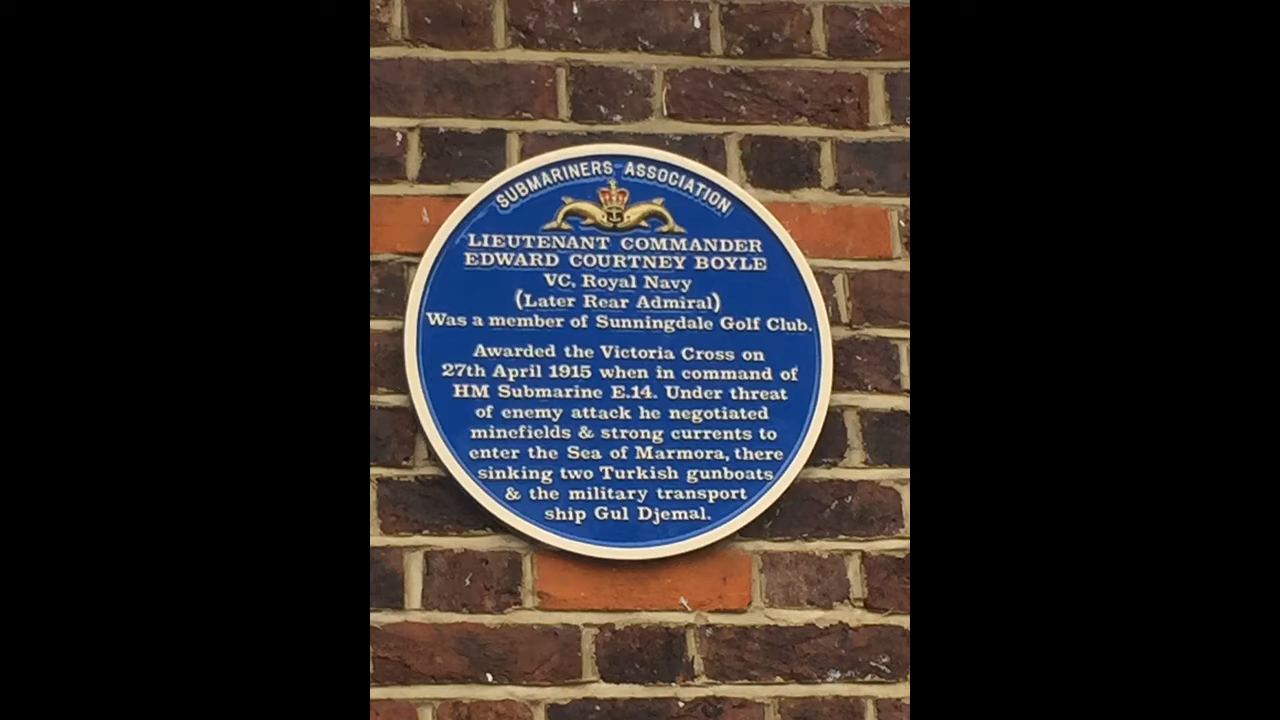 SUBMARINERS ASSOCIATION
LIEUTENANT COMMANDER
EDWARD COURTNEY BOYLE
VC, Royal Navy
(Later Rear Admiral)
Was a member of Sunningdale Golf Club.
Awarded the Victoria Cross on
27th April 1915 when in command of
HM Submarine E.14. Under threat
of enemy attack he negotiated
minefields & strong currents to
enter the Sea of Marmora, there
sinking two Turkish gunboats
& the military transport
ship Gul Djemal.